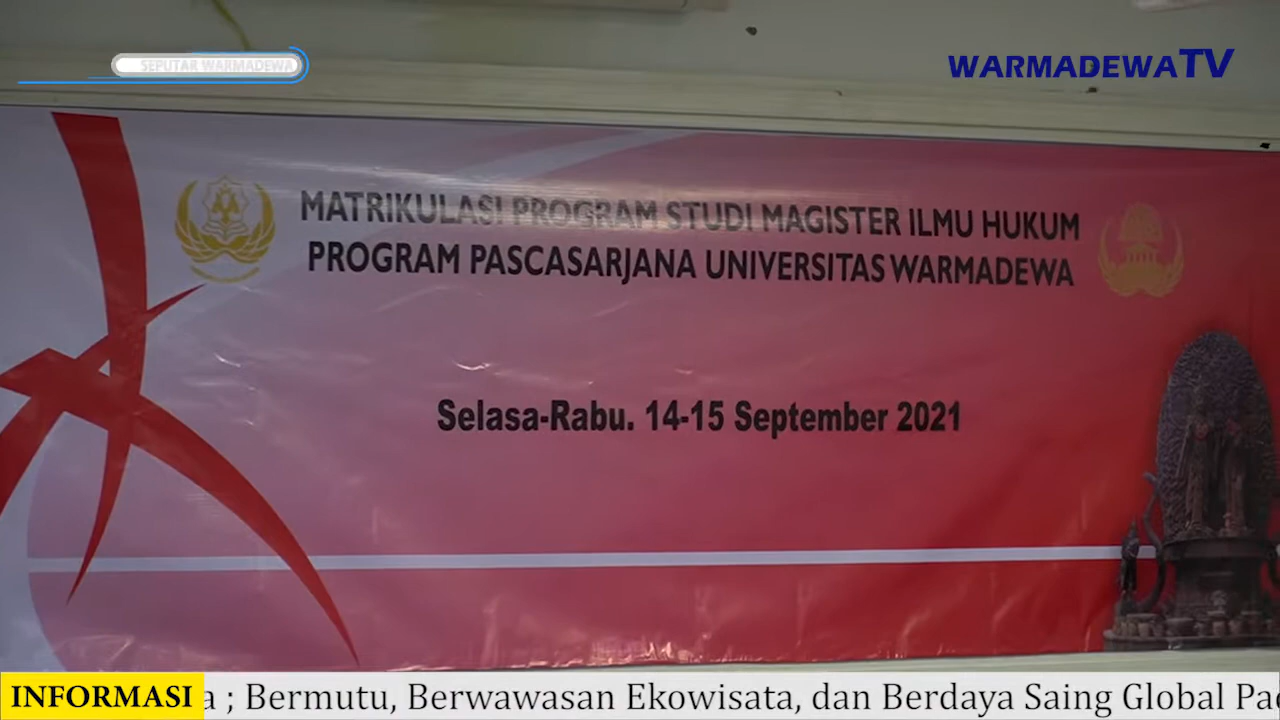 SEPUTAR WARMADEWA
WARMADEWATV
MATRIKULASI PROGRAM STUDI MAGISTER ILMU HUKUM
PROGRAM PASCASARJANA UNIVERSITAS WARMADEWA
Selasa-Rabu. 14-15 September 2021
INFORMASI
a ; Bermutu, Berwawasan Ekowisata, dan Berdaya Saing Global Pad